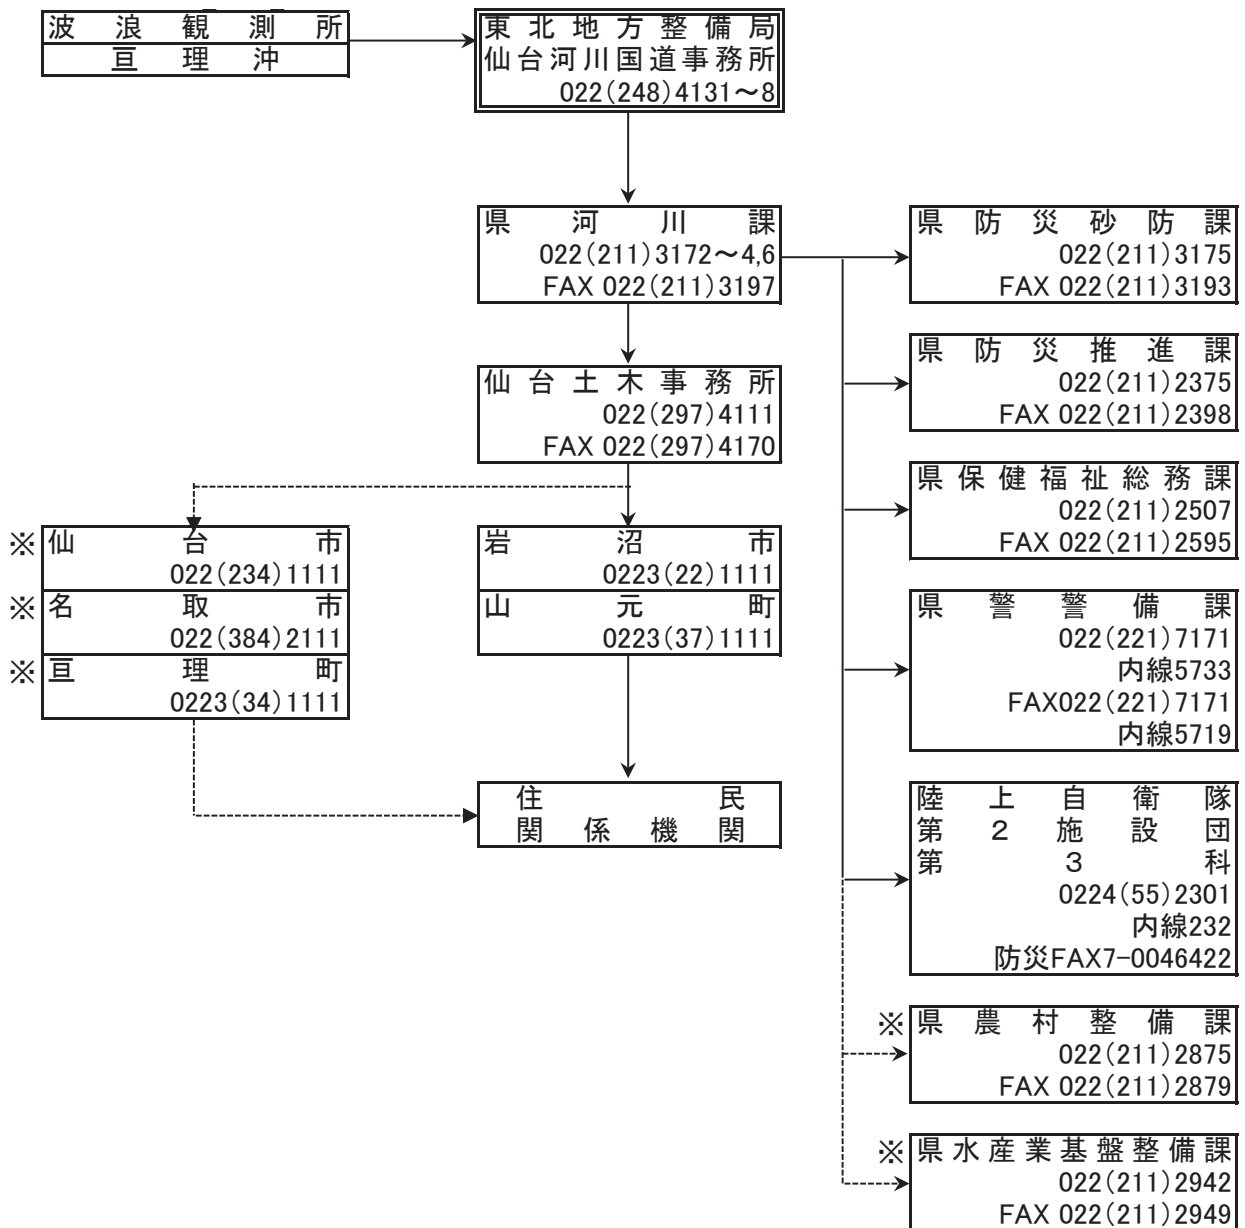 波浪観測所
亘理沖
東北地方整備局
仙台河川国道事務所
022(248)4131～8
県河川課
022(211)3172～4,6
FAX 022(211)3197
仙台土木事務所
022(297)4111
FAX 022(297)4170
※仙台市
022(234)1111
※名取市
022(384)2111
※亘理町
0223(34)1111
岩沼市
0223(22)1111
山元町
0223(37)1111
住民
関係機関
県防災砂防課
022(211)3175
FAX 022(211)3193
県防災推進課
022(211)2375
FAX 022(211)2398
県保健福祉総務課
022(211)2507
FAX 022(211)2595
県警警備課
022(221)7171
内線5733
FAX022(221)7171
内線5719
陸上自衛隊
第２施設団
第３科
0224(55)2301
内線232
防災FAX7-0046422
※県農村整備課
022(211)2875
FAX 022(211)2879
※県水産業基盤整備課
022(211)2942
FAX 022(211)2949